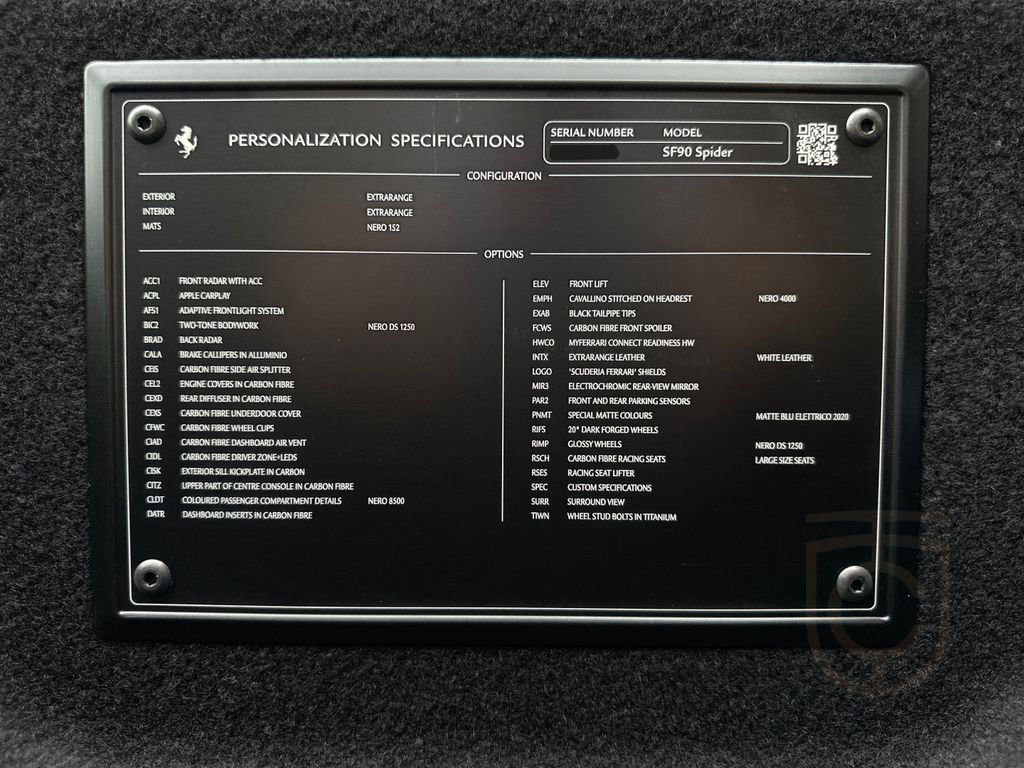 PERSONALIZATION SPECIFICATIONS
SERIAL NUMBER MODEL
SF90 Spider
CONFIGURATION
EXTERIOR EXTRARANGE
INTERIOR EXTRARANGE
MATS NERO 152
OPTIONS
ACC1 FRONT RADAR WITH ACC
ACPL APPLE CARPLAY
AFS1 ADAPTIVE FRONTLIGHT SYSTEM
BIC2 TWO-TONE BODYWORK NERO DS 1250
BRAD BACK RADAR
CALA BRAKE CALLIPERS IN ALLUMINIO
CEIS CARBON FIBRE SIDE AIR SPLITTER
CEL2 ENGINE COVERS IN CARBON FIBRE
CEXD REAR DIFFUSER IN CARBON FIBRE
CEXS CARBON FIBRE UNDERDOOR COVER
CFWC CARBON FIBRE WHEEL CUPS
CIAD CARBON FIBRE DASHBOARD AIR VENT
CIDL CARBON FIBRE DRIVER ZONE+LEDS
CISK EXTERIOR SILL KICKPLATE IN CARBON
CITZ UPPER PART OF CENTRE CONSOLE IN CARBON FIBRE
CLDT COLOURED PASSENGER COMPARTMENT DETAILS NERO 8500
DATR DASHBOARD INSERTS IN CARBON FIBRE
ELEV FRONT LIFT
EMPH CAVALLINO STITCHED ON HEADREST NERO 4000
EXAB BLACK TAILPIPE TIPS
FCWS CARBON FIBRE FRONT SPOILER
HWCO MYFERRARI CONNECT READINESS HW
INTX EXTRARANGE LEATHER WHITE LEATHER
LOGO 'SCUDERIA FERRARI' SHIELDS
MIR3 ELECTROCHROMIC REAR-VIEW MIRROR
PAR2 FRONT AND REAR PARKING SENSORS
PNMT SPECIAL MATTE COLOURS MATTE BLU ELETTRICO 2020
RIFS 20" DARK FORGED WHEELS
RIMP GLOSSY WHEELS NERO DS 1250
RSCH CARBON FIBRE RACING SEATS LARGE SIZE SEATS
RSES RACING SEAT LIFTER
SPEC CUSTOM SPECIFICATIONS
SURR SURROUND VIEW
TIWN WHEEL STUD BOLTS IN TITANIUM